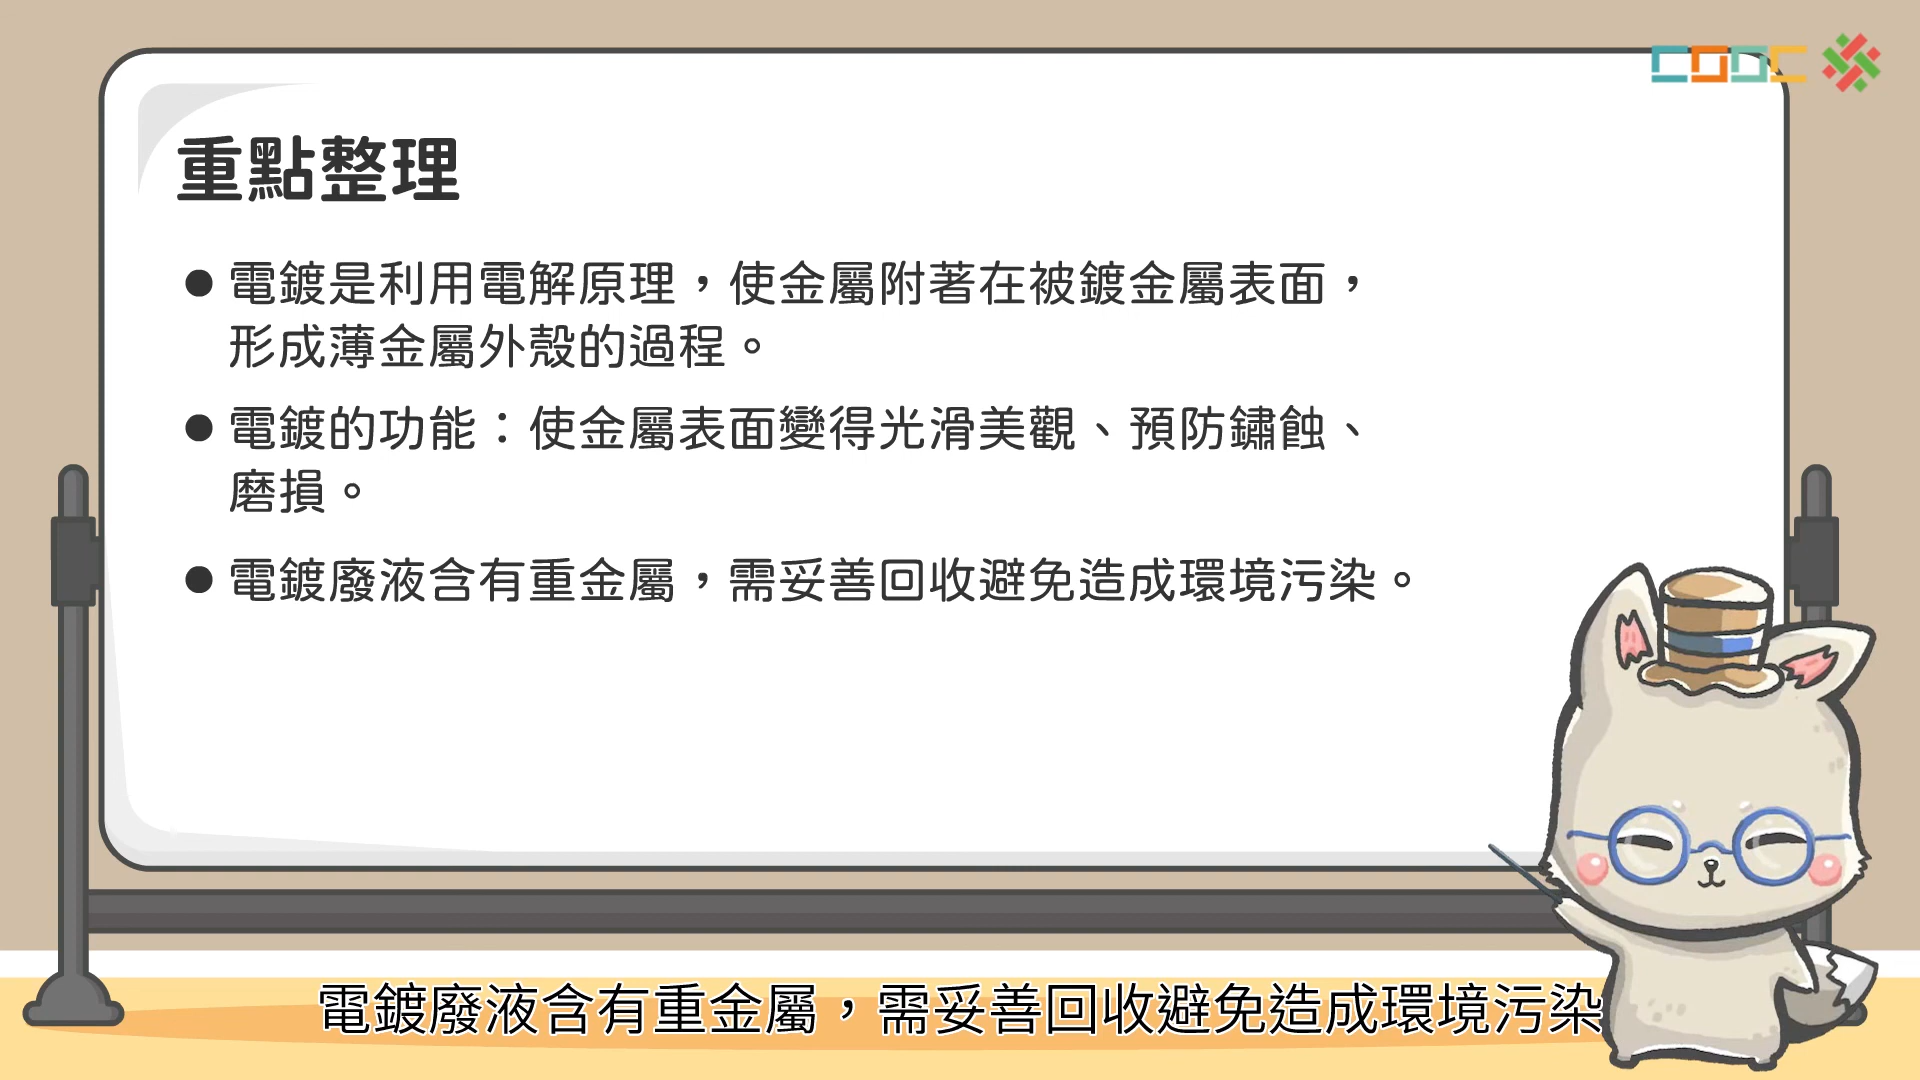 CODC
重點整理
●電鍍是利用電解原理，使金屬附著在被鍍金屬表面，
形成薄金屬外殼的過程。
●電鍍的功能：使金屬表面變得光滑美觀、預防鏽蝕、
磨損。
●電鍍廢液含有重金屬，需妥善回收避免造成環境污染。
電鍍廢液含有重金屬，需妥善回收避免造成環境污染